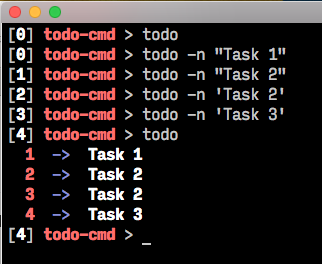 [0] todo-cmd > todo
[0] todo-cmd > todo -n "Task 1"
[1] todo-cmd > todo -n "Task 2"
[2] todo-cmd > todo -n 'Task 2'
[3] todo-cmd > todo -n 'Task 3'
[4] todo-cmd > todo
1 -> Task 1
2 -> Task 2
3 -> Task 2
4 -> Task 3
[4] todo-cmd > _